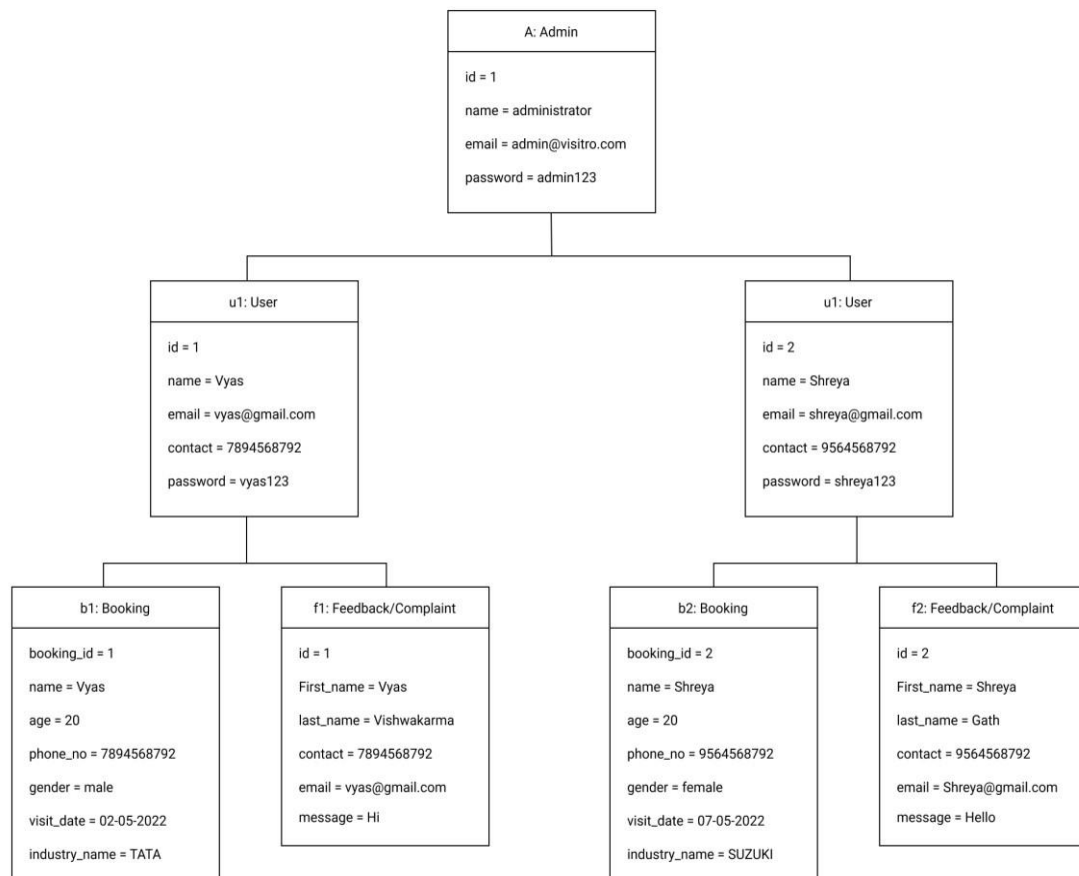 A: Admin
id = 1
name = administrator
email = admin@visitro.com
password = admin123
u1: User
id = 1
name = Vyas
email = vyas@gmail.com
contact = 7894568792
password = vyas123
u1: User
id = 2
name = Shreya
email = shreya@gmail.com
contact = 9564568792
password = shreya123
b1: Booking
booking_id = 1
name = Vyas
age = 20
phone_no = 7894568792
gender = male
visit_date = 02-05-2022
industry_name = TATA
f1: Feedback/Complaint
id = 1
First_name = Vyas
last_name = Vishwakarma
contact = 7894568792
email = vyas@gmail.com
message = Hi
b2: Booking
booking_id = 2
name = Shreya
age = 20
phone_no = 9564568792
gender = female
visit_date = 07-05-2022
industry_name = SUZUKI
f2: Feedback/Complaint
id = 2
First_name = Shreya
last_name = Gath
contact = 9564568792
email = Shreya@gmail.com
message = Hello